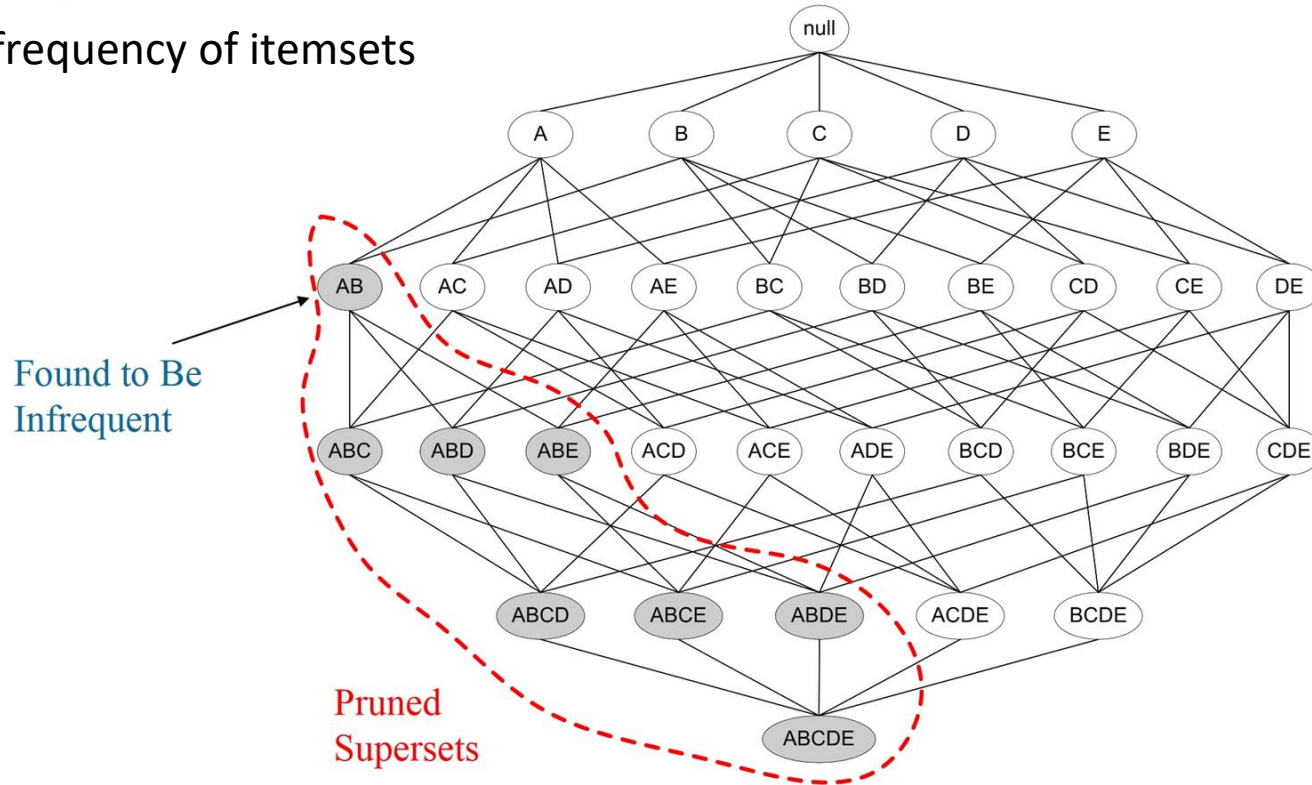 null
frequency of itemsets
A B C D E
AB AC AD AE BC BD BE CD CE DE
Found to Be
Infrequent
ABC ABD ABE ACD ACE ADE BCD BCE BDE CDE
ABCD ABCE ABDE ACDE BCDE
Pruned
Supersets
ABCDE